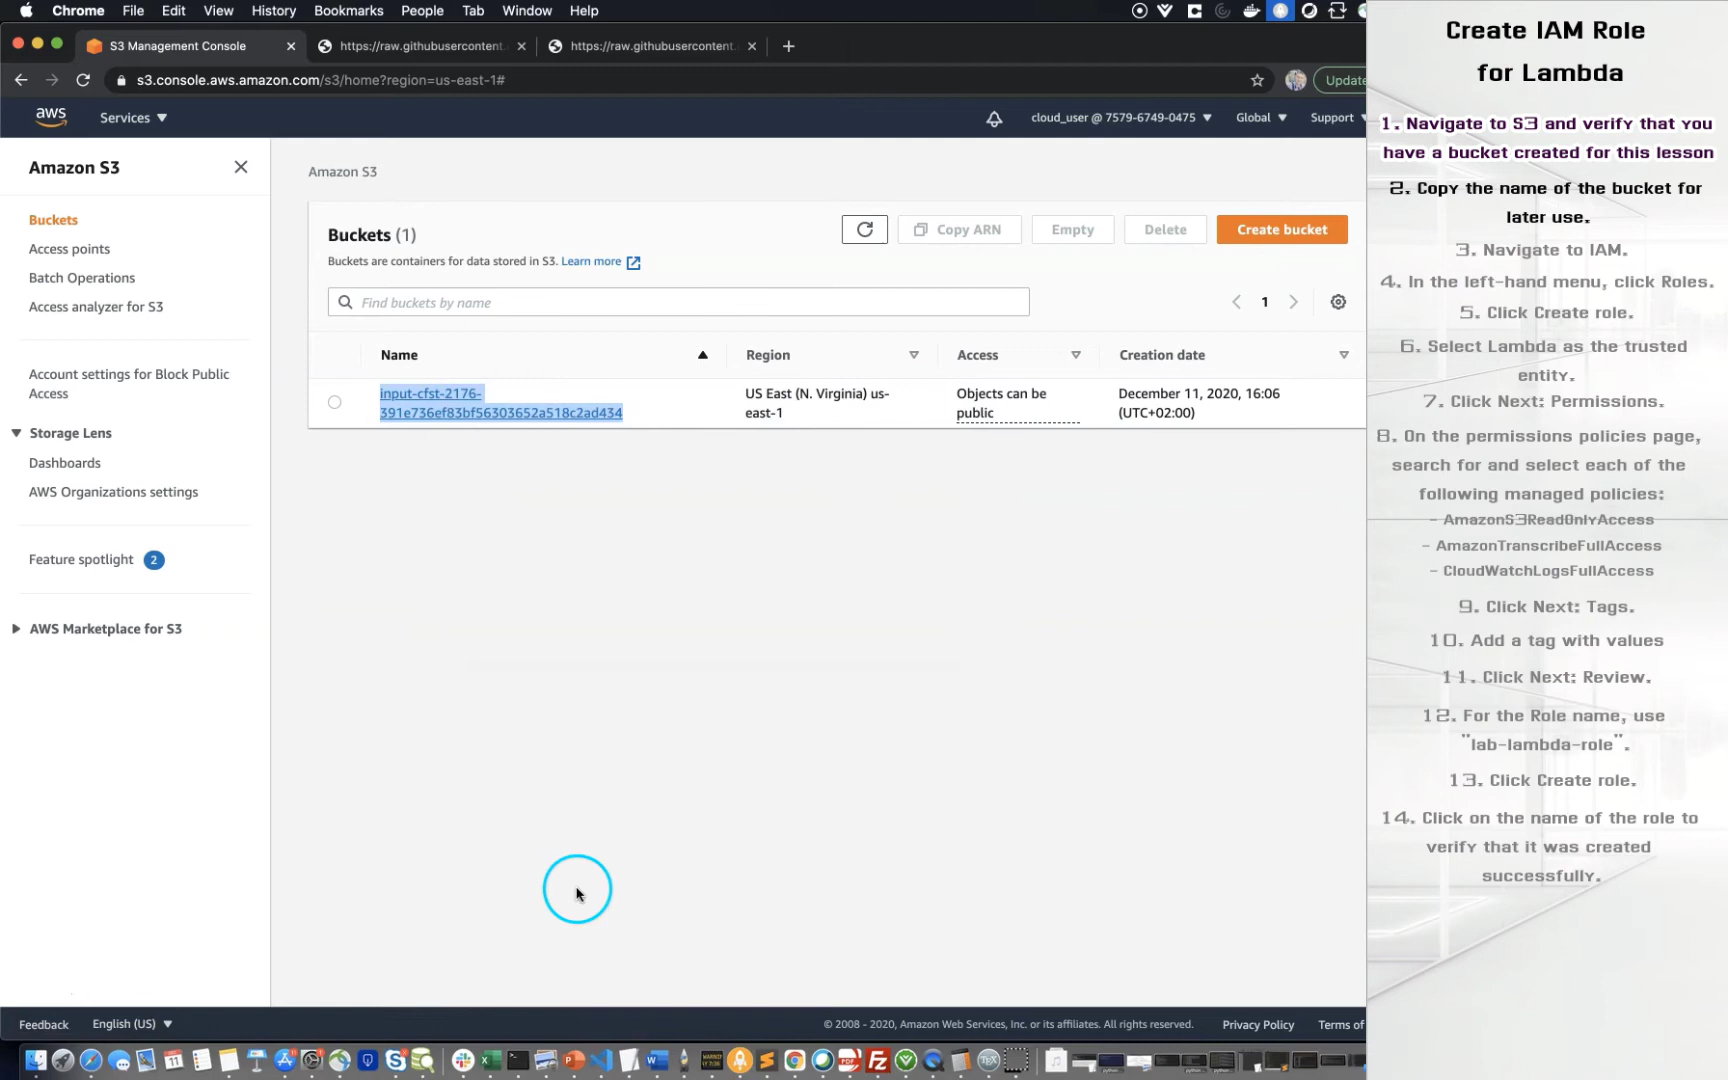 Chrome File Edit View History Bookmarks People Tab Window Help
S3 Management Console
https://raw.githubusercontent.
https://raw.githubusercontent.
s3.console.aws.amazon.com/s3/home?region=us-east-1#
Update
aws
Services
cloud_user @ 7579-6749-0475
Global
Support
Amazon S3
Buckets
Access points
Batch Operations
Access analyzer for S3
Account settings for Block Public
Access
Storage Lens
Dashboards
AWS Organizations settings
Feature spotlight 2
AWS Marketplace for S3
Amazon S3
Buckets (1)
Copy ARN
Empty
Delete
Create bucket
Buckets are containers for data stored in S3. Learn more
Find buckets by name
1
Name
Region
Access
Creation date
input-cfst-2176-
391e736ef83bf56303652a518c2ad434
US East (N. Virginia) us-
east-1
Objects can be
public
December 11, 2020, 16:06
(UTC+02:00)
Feedback
English (US)
© 2008 - 2020, Amazon Web Services, Inc. or its affiliates. All rights reserved.
Privacy Policy
Terms of
Create IAM Role
for Lambda
1. Navigate to S3 and verify that you
have a bucket created for this lesson
2. Copy the name of the bucket for
later use.
3. Navigate to IAM.
4. In the left-hand menu, click Roles.
5. Click Create role.
6. Select Lambda as the trusted
entity.
7. Click Next: Permissions.
8. On the permissions policies page,
search for and select each of the
following managed policies:
- AmazonS3ReadOnlyAccess
- AmazonTranscribeFullAccess
- CloudWatchLogsFullAccess
9. Click Next: Tags.
10. Add a tag with values
11. Click Next: Review.
12. For the Role name, use
"lab-lambda-role".
13. Click Create role.
14. Click on the name of the role to
verify that it was created
successfully.